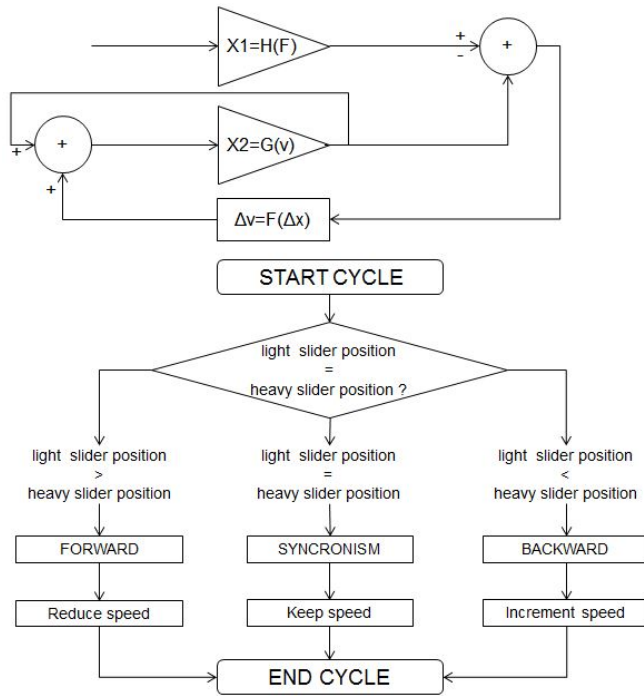 X1=H(F)
+
-
+
+
+
X2=G(v)
+
Δv=F(Δx)
START CYCLE
light slider position
=
heavy slider position ?
light slider position
>
heavy slider position
light slider position
=
heavy slider position
light slider position
<
heavy slider position
FORWARD
SYNCRONISM
BACKWARD
Reduce speed
Keep speed
Increment speed
END CYCLE